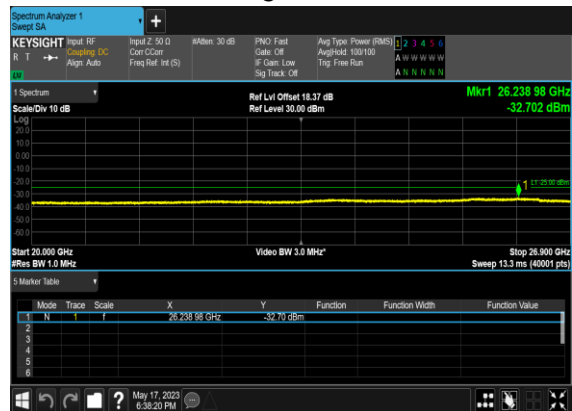 Spectrum Analyzer 1
Swept SA
+
KEYSIGHT
R T
LXI
Input: RF
Coupling: DC
Align: Auto
Input Z: 50 Ω
Corr CCorr
Freq Ref: Int (S)
#Atten: 30 dB
PNO: Fast
Gate: Off
IF Gain: Low
Sig Track: Off
Avg Type: Power (RMS)
Avg|Hold: 100/100
Trig: Free Run
1 2 3 4 5 6
A W W W W W
A N N N N N
1 Spectrum
Scale/Div 10 dB
Ref Lvl Offset 18.37 dB
Ref Level 30.00 dBm
Mkr1 26.238 98 GHz
-32.702 dBm
Log
20.0
10.0
0.00
-10.0
-20.0
-30.0
-40.0
-50.0
-60.0
1
Start 20.000 GHz
#Res BW 1.0 MHz
Video BW 3.0 MHz*
Stop 26.900 GHz
Sweep 13.3 ms (40001 pts)
5 Marker Table
Mode Trace Scale X Y Function Function Width Function Value
1 N 1 f 26.238 98 GHz -32.70 dBm
2
3
4
5
6
?
May 17, 2023
6:38:20 PM